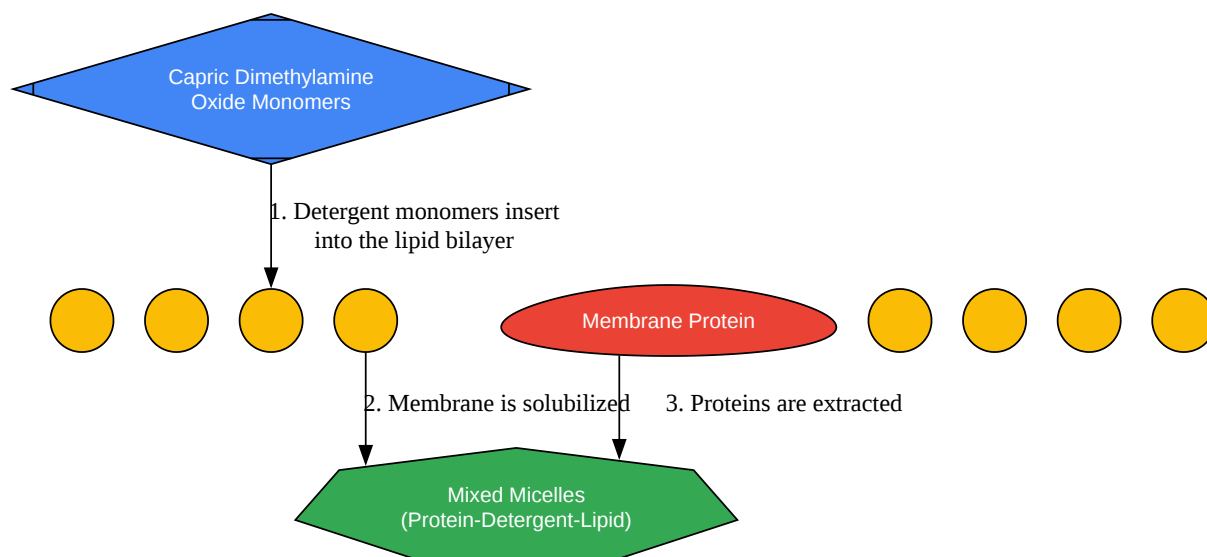 Capric Dimethylamine
Oxide Monomers
1. Detergent monomers insert
into the lipid bilayer
Membrane Protein
2. Membrane is solubilized
3. Proteins are extracted
Mixed Micelles
(Protein-Detergent-Lipid)